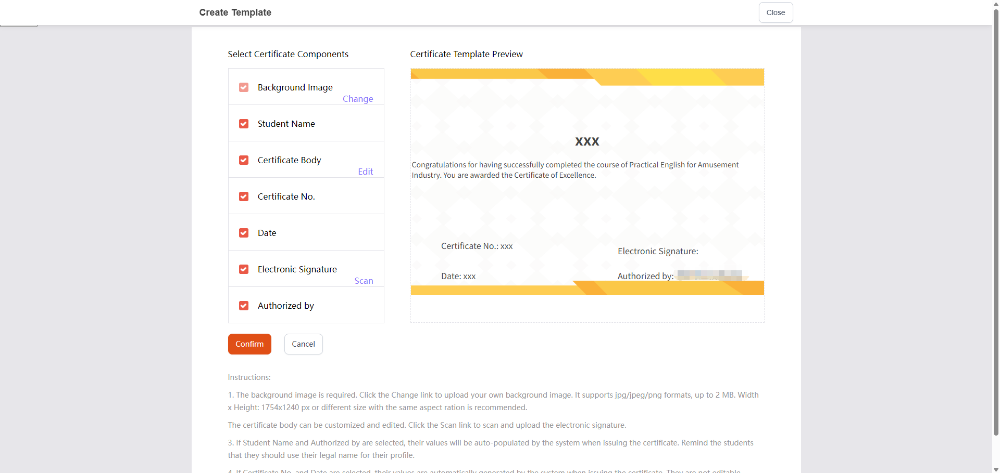 Create Template
Close
Select Certificate Components
Certificate Template Preview
Background Image
Change
Student Name
Certificate Body
Edit
Certificate No.
Date
Electronic Signature
Scan
Authorized by
XXX
Congratulations for having successfully completed the course of Practical English for Amusement
Industry. You are awarded the Certificate of Excellence.
Certificate No.: xxx
Electronic Signature:
Date: xxx
Authorized by:
Confirm
Cancel
Instructions:
1. The background image is required. Click the Change link to upload your own background image. It supports jpg/jpeg/png formats, up to 2 MB. Width
x Height: 1754x1240 px or different size with the same aspect ration is recommended.
The certificate body can be customized and edited. Click the Scan link to scan and upload the electronic signature.
3. If Student Name and Authorized by are selected, their values will be auto-populated by the system when issuing the certificate. Remind the students
that they should use their legal name for their profile.
4. If Certificate No. and Date are selected, their values are automatically generated by the system when issuing the certificate. They are not editable